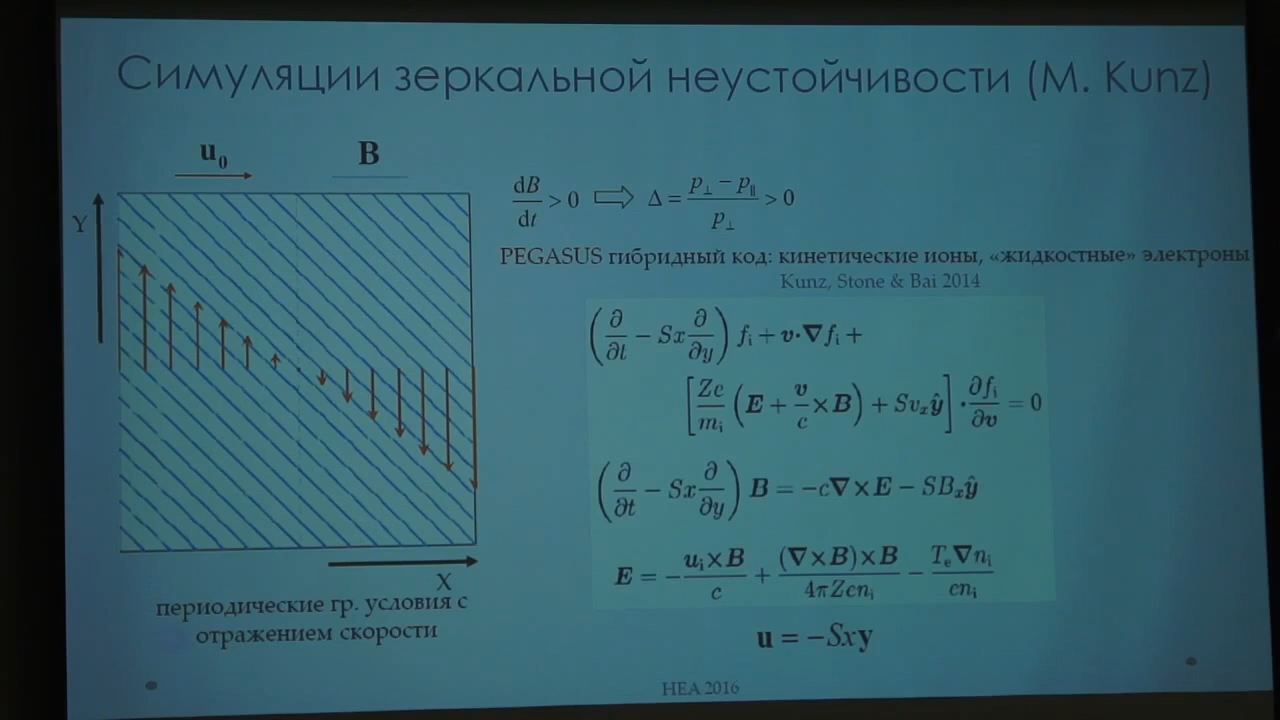 Симуляции зеркальной неустойчивости (M. Kunz)
u₀
B
Y
dB/dt > 0 ⇒ Δ = (p⊥ − p∥)/p⊥ > 0
PEGASUS гибридный код: кинетические ионы, «жидкостные» электроны
Kunz, Stone & Bai 2014
(∂/∂t − Sx ∂/∂y) fᵢ + v·∇fᵢ +
[Ze/mᵢ (E + v/c × B) + Svₓŷ] · ∂fᵢ/∂v = 0
(∂/∂t − Sx ∂/∂y) B = −c∇×E − SBₓŷ
E = −(uᵢ×B)/c + ((∇×B)×B)/(4πZenᵢ) − (Tₑ∇nᵢ)/(enᵢ)
u = −Sxy
X
периодические гр. условия с
отражением скорости
HEA 2016